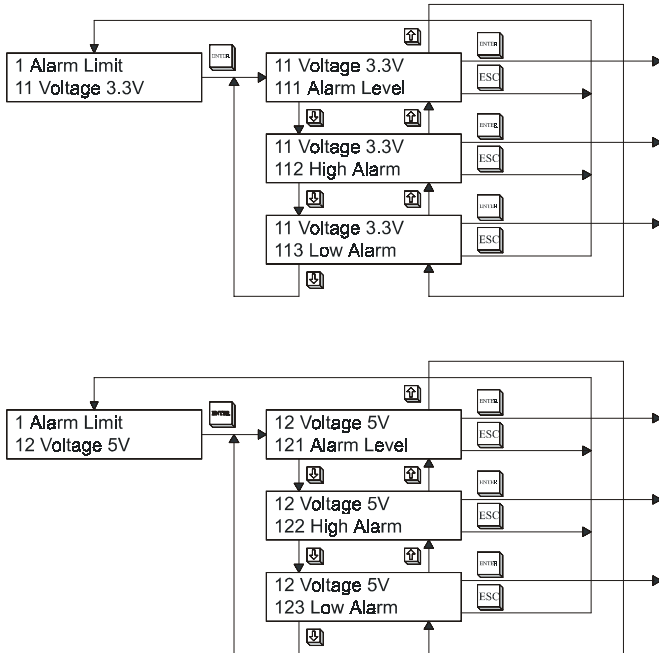 ENTER
ENTER
1 Alarm Limit
11 Voltage 3.3V
11 Voltage 3.3V
111 Alarm Level
ESC
ENTER
11 Voltage 3.3V
112 High Alarm
ESC
ENTER
11 Voltage 3.3V
113 Low Alarm
ESC
ENTER
ENTER
1 Alarm Limit
12 Voltage 5V
12 Voltage 5V
121 Alarm Level
ESC
ENTER
12 Voltage 5V
122 High Alarm
ESC
ENTER
12 Voltage 5V
123 Low Alarm
ESC